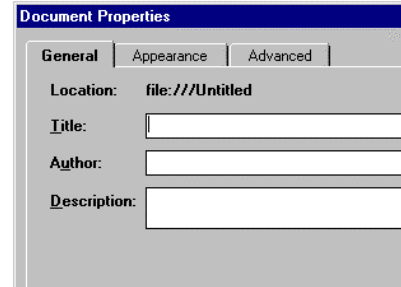 Document Properties
General Appearance Advanced
Location: file:///Untitled
Title:
Author:
Description: